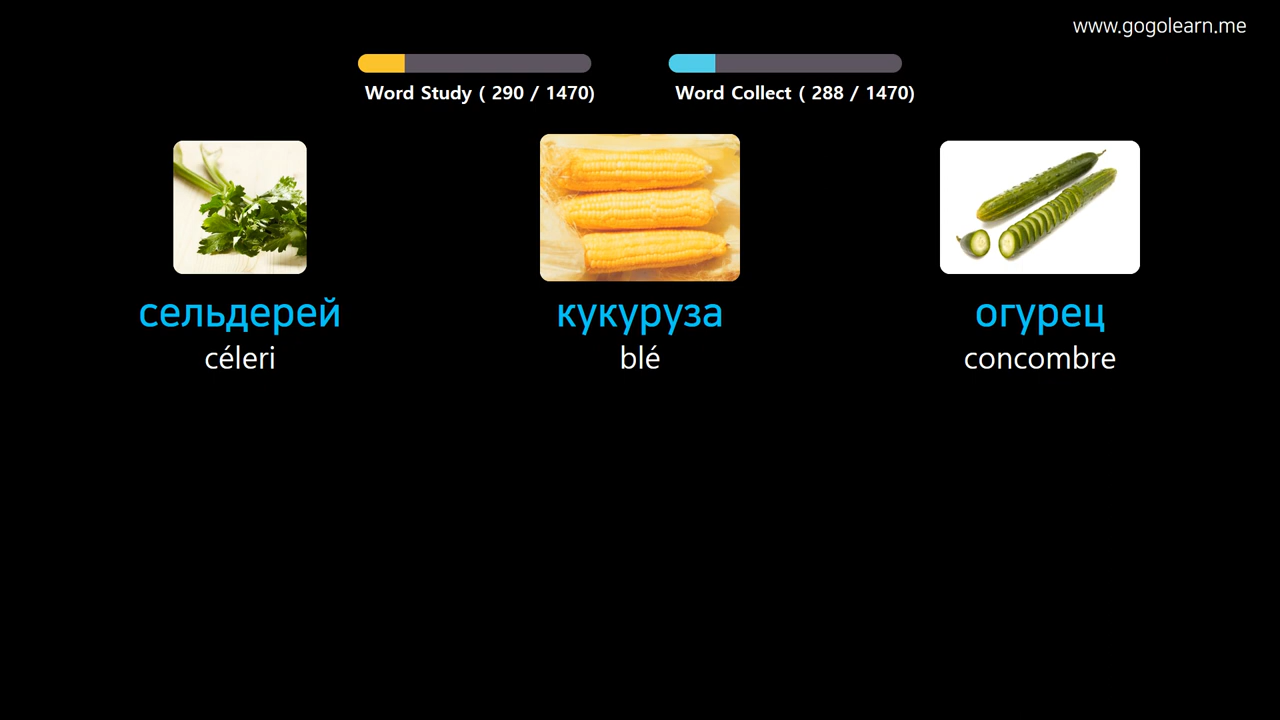 www.gogolearn.me
Word Study ( 290 / 1470)
Word Collect ( 288 / 1470)
сельдерей
céleri
кукуруза
blé
огурец
concombre